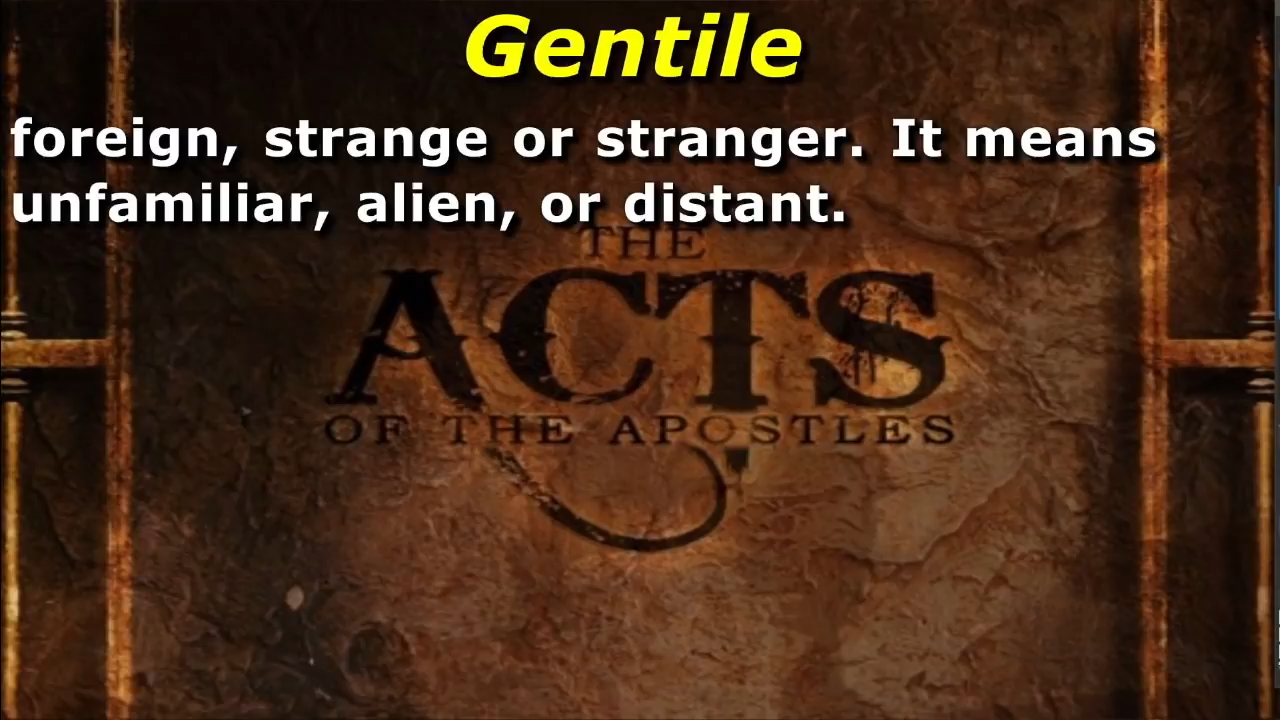 Gentile
foreign, strange or stranger. It means
unfamiliar, alien, or distant.
THE
ACTS
OF THE APOSTLES